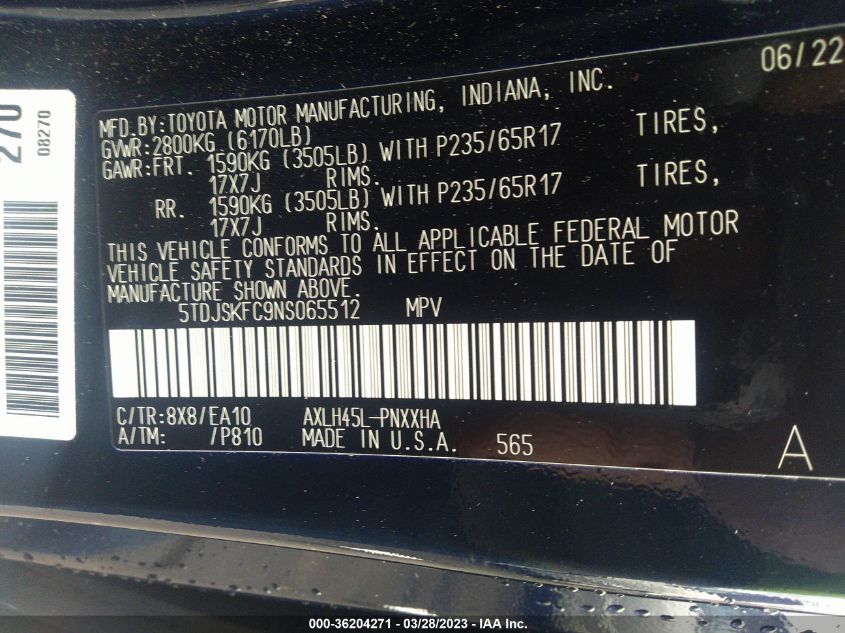 270
08270
06/22
MFD.BY:TOYOTA MOTOR MANUFACTURING, INDIANA, INC.
GVWR:2800KG (6170LB)
GAWR:FRT. 1590KG (3505LB) WITH P235/65R17 TIRES,
17X7J RIMS.
RR. 1590KG (3505LB) WITH P235/65R17 TIRES,
17X7J RIMS.
THIS VEHICLE CONFORMS TO ALL APPLICABLE FEDERAL MOTOR
VEHICLE SAFETY STANDARDS IN EFFECT ON THE DATE OF
MANUFACTURE SHOWN ABOVE.
5TDJSKFC9NS065512 MPV
C/TR:8X8/EA10 AXLH45L-PNXXHA
A/TM: /P810 MADE IN U.S.A. 565
A
000-36204271 - 03/28/2023 - © IAA Inc.